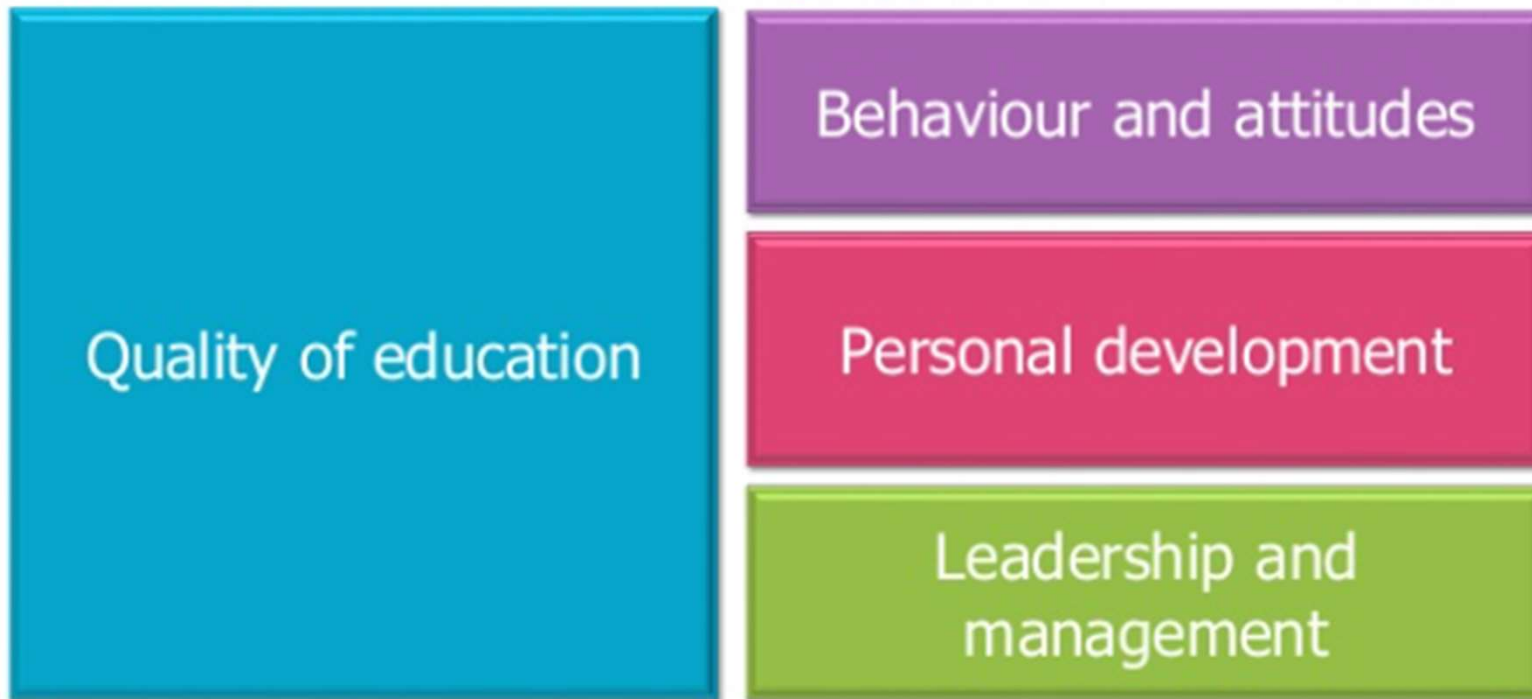 Quality of education
Behaviour and attitudes
Personal development
Leadership and
management